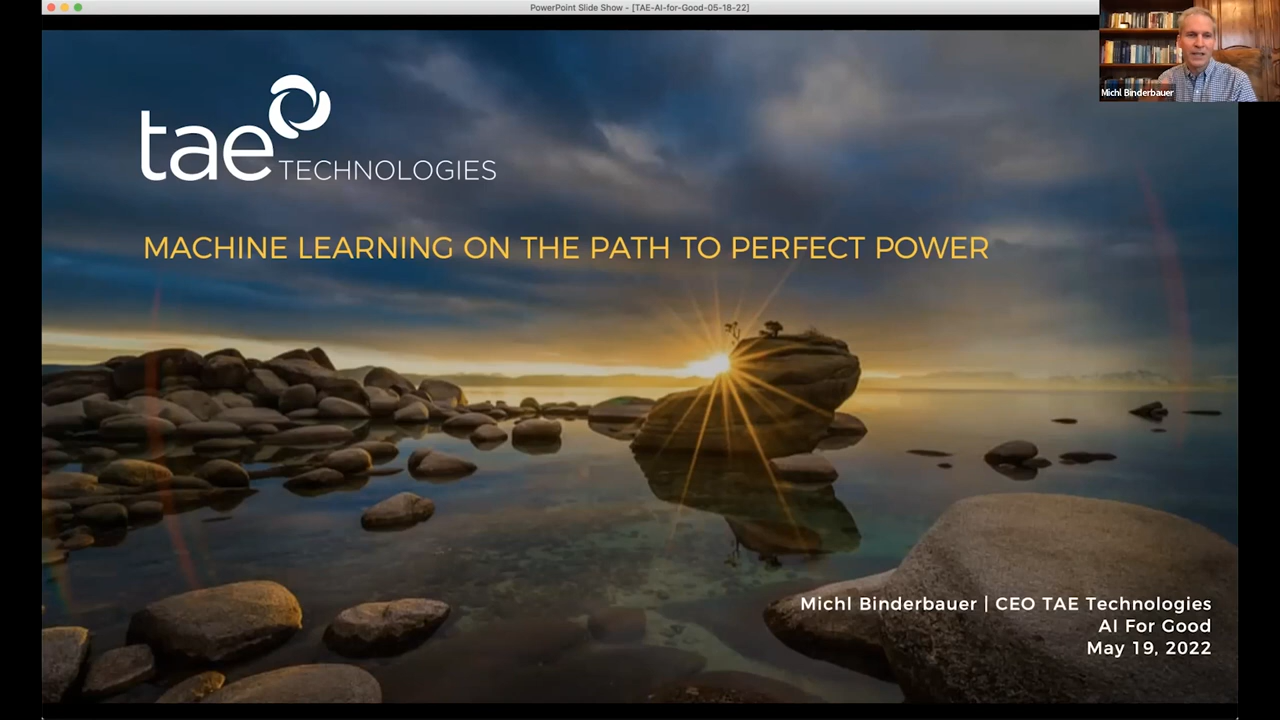 PowerPoint Slide Show - [TAE-AI-for-Good-05-18-22]
Michl Binderbauer
tae TECHNOLOGIES
MACHINE LEARNING ON THE PATH TO PERFECT POWER
Michl Binderbauer | CEO TAE Technologies
AI For Good
May 19, 2022